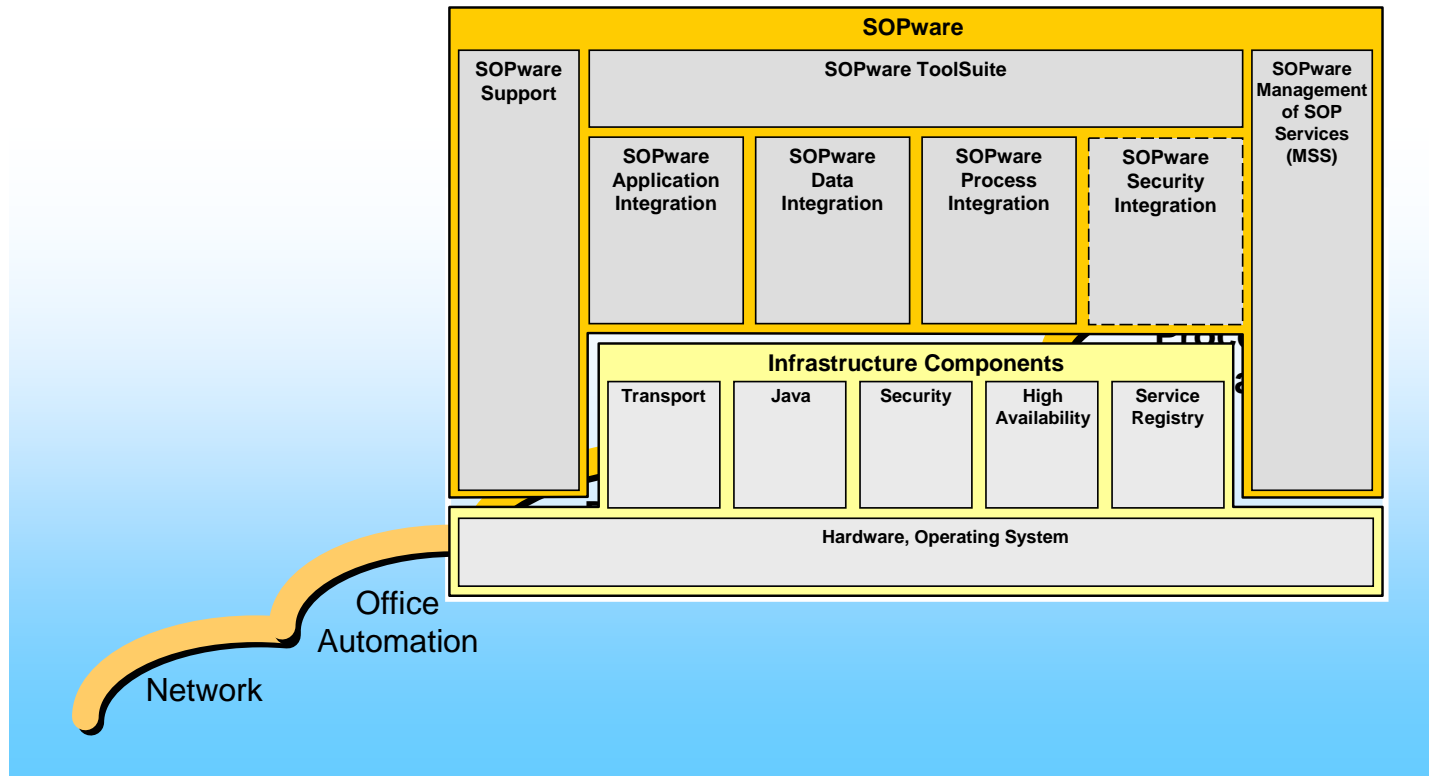 SOPware
SOPware
Support
SOPware ToolSuite
SOPware
Management
of SOP
Services
(MSS)
SOPware
Application
Integration
SOPware
Data
Integration
SOPware
Process
Integration
SOPware
Security
Integration
Infrastructure Components
Transport
Java
Security
High
Availability
Service
Registry
Hardware, Operating System
Office
Automation
Network